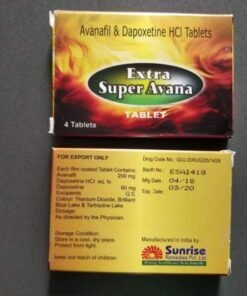 Avanafil & Dapoxetine HCl Tablets
Extra
Super Avana
TABLET
4 Tablets
FOR EXPORT ONLY
Drug Code No.: GUJ./DRUG/25/1428
Each film coated Tablet Contains:
Avanafil 200 mg
Dapoxetine HCl eq. to
Dapoxetine 60 mg
Excipients Q.S.
Colour: Titanium Dioxide, Brilliant
Blue Lake & Tartrazine Lake
Dosage:
As directed by the Physician.
Batch No.: ESA1418
Mfg. Date: 04/18
Exp. Date: 03/20
Storage Condition:
Store in a cool, dry place.
Protect from light.
keep out reach of children
Manufactured in India by:
Sunrise
Remedies Pvt. Ltd.